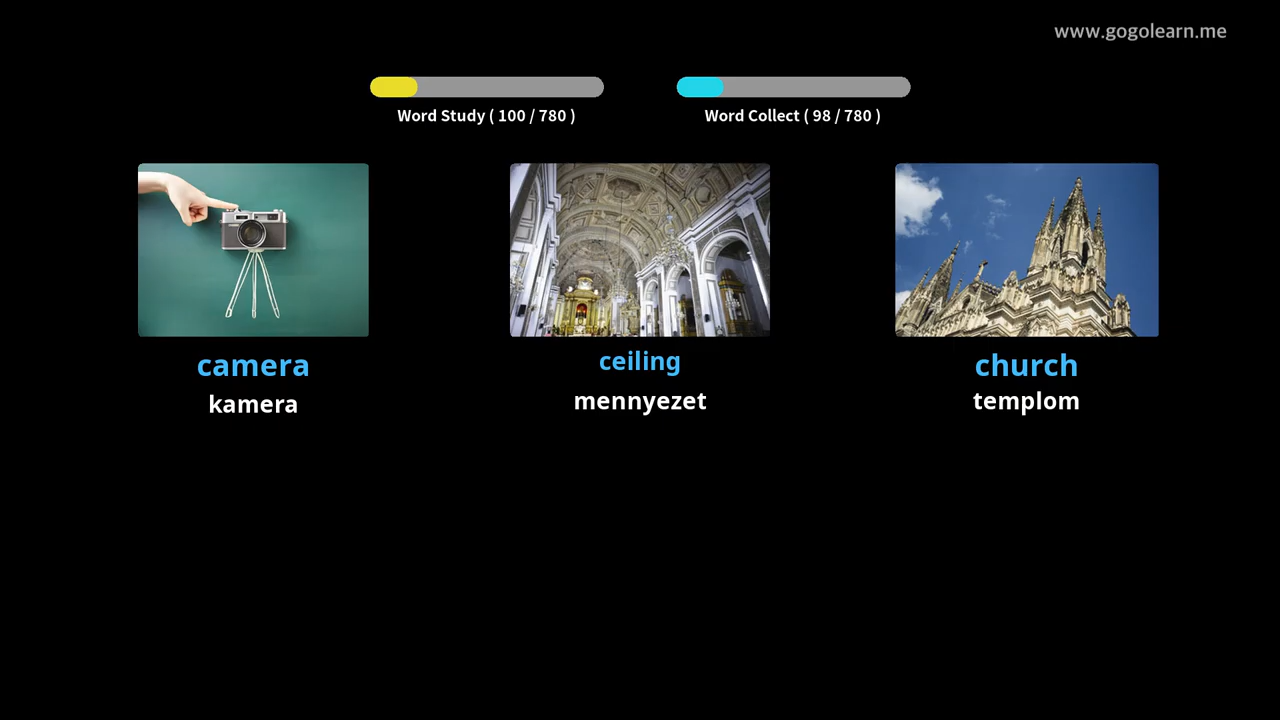 www.gogolearn.me
Word Study ( 100 / 780 )
Word Collect ( 98 / 780 )
camera
kamera
ceiling
mennyezet
church
templom